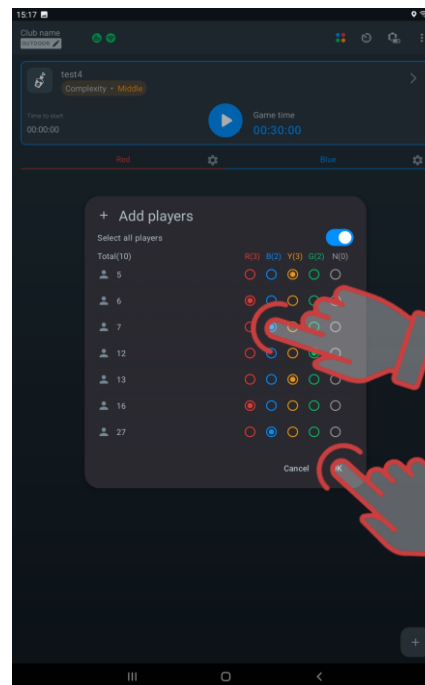 15:17
Club name
OUTDOOR
test4
Complexity • Middle
Time to start
00:00:00
Game time
00:30:00
Red
Blue
+ Add players
Select all players
Total(10) R(3) B(2) Y(3) G(2) N(0)
5
6
7
12
13
16
27
Cancel